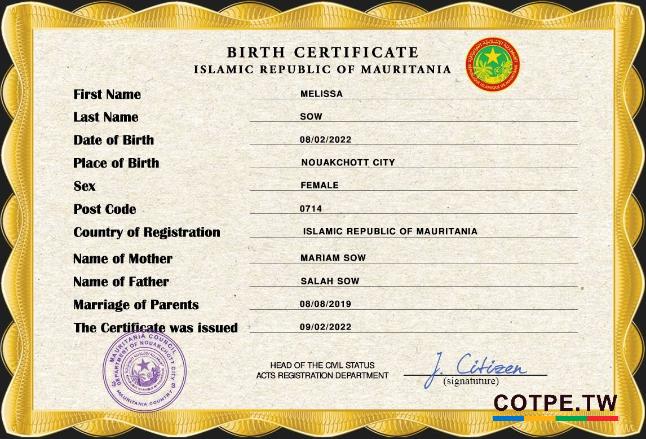 BIRTH CERTIFICATE
ISLAMIC REPUBLIC OF MAURITANIA
First Name MELISSA
Last Name SOW
Date of Birth 08/02/2022
Place of Birth NOUAKCHOTT CITY
Sex FEMALE
Post Code 0714
Country of Registration ISLAMIC REPUBLIC OF MAURITANIA
Name of Mother MARIAM SOW
Name of Father SALAH SOW
Marriage of Parents 08/08/2019
The Certificate was issued 09/02/2022
MAURITANIA COUNCIL
DEPARTMENT OF NOUAKCHOTT CITY
MAURITANIA COUNTRY
HEAD OF THE CIVIL STATUS
ACTS REGISTRATION DEPARTMENT
J. Citizen
(signafuture)
COTPE.TW